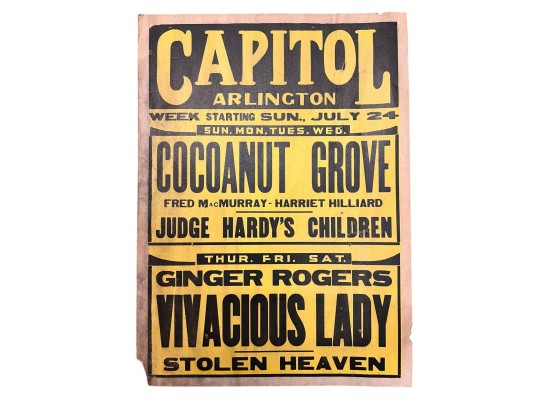 CAPITOL
ARLINGTON
WEEK STARTING SUN., JULY 24
SUN. MON. TUES. WED.
COCOANUT GROVE
FRED MACMURRAY - HARRIET HILLIARD
JUDGE HARDY'S CHILDREN
THUR. FRI. SAT.
GINGER ROGERS
VIVACIOUS LADY
STOLEN HEAVEN